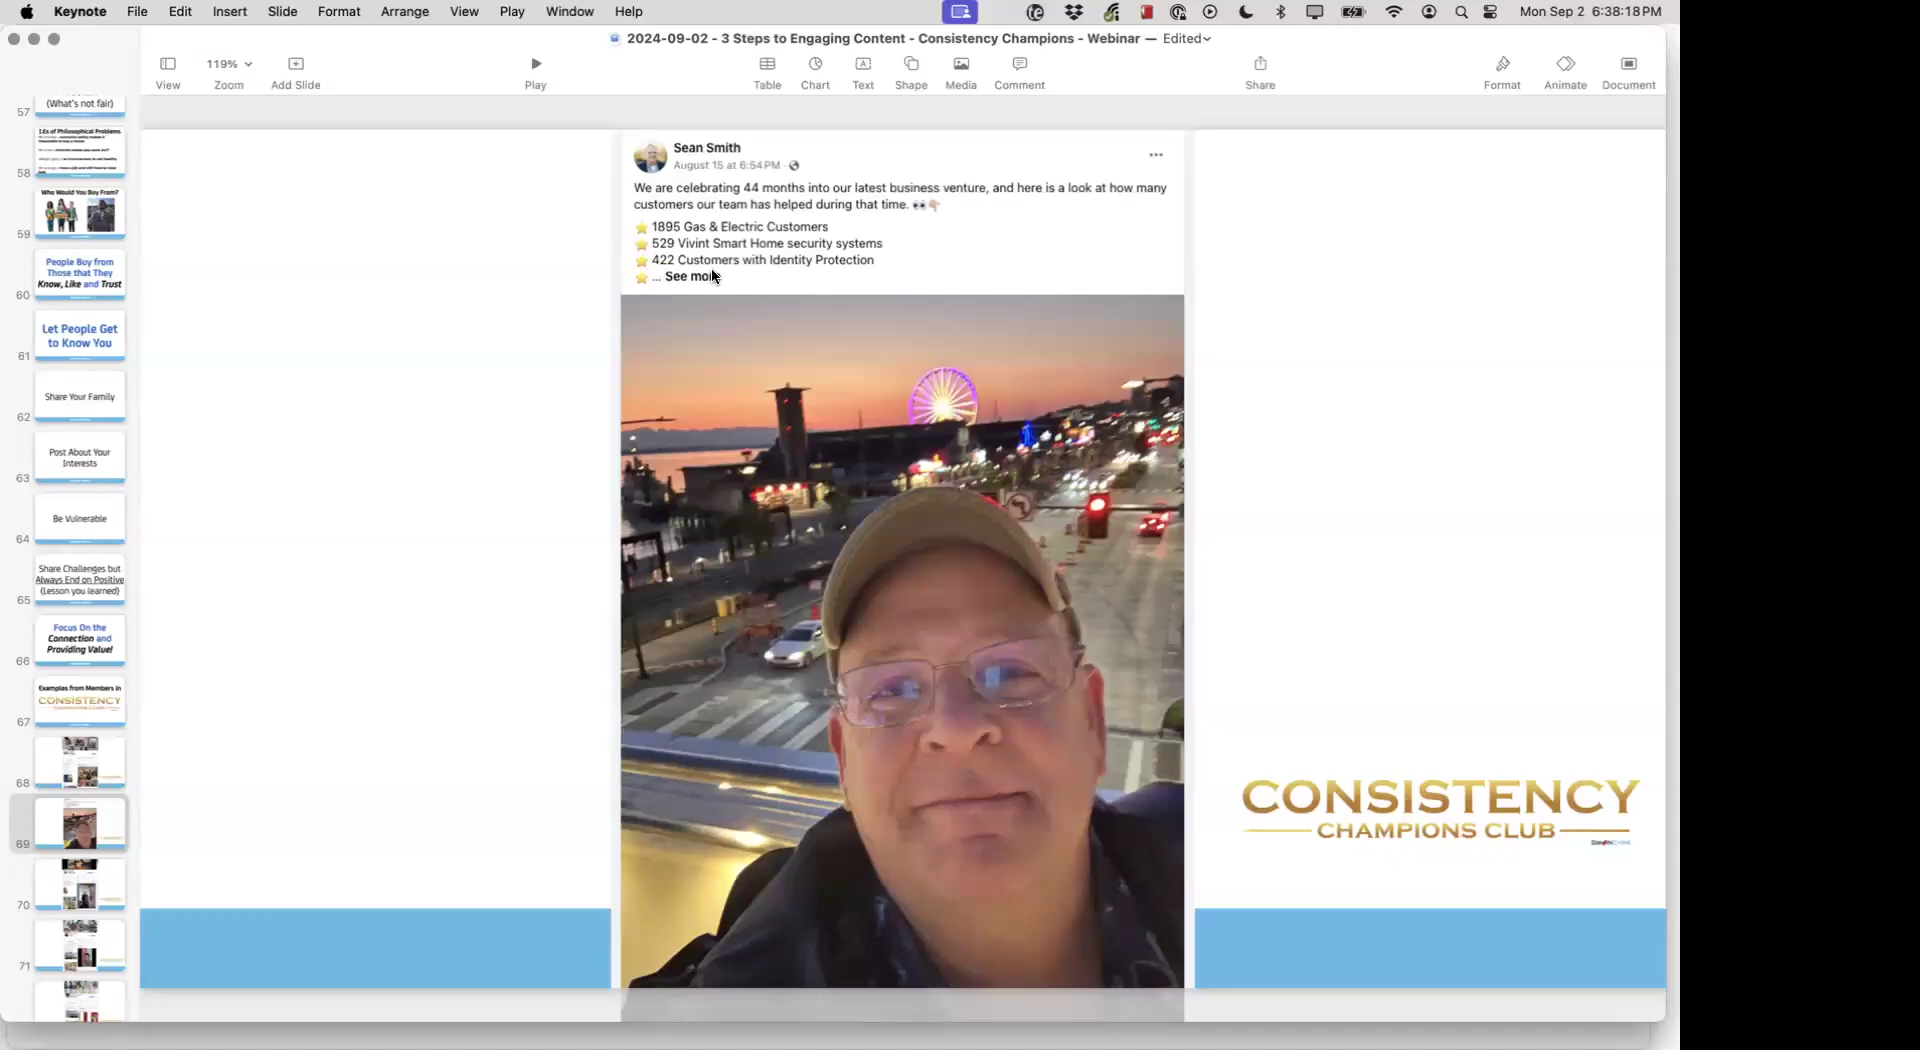 Keynote File Edit Insert Slide Format Arrange View Play Window Help Mon Sep 2 6:38:18 PM
2024-09-02 - 3 Steps to Engaging Content - Consistency Champions - Webinar — Edited
119%
View Zoom Add Slide Play Table Chart Text Shape Media Comment Share Format Animate Document
(What's not fair)
57
I.Es of Philosophical Problems
58
Who Would You Buy From?
59
People Buy from
Those that They
Know, Like and Trust
60
Let People Get
to Know You
61
Share Your Family
62
Post About Your
Interests
63
Be Vulnerable
64
Share Challenges but
Always End on Positive
(Lesson you learned)
65
Focus On the
Connection and
Providing Value!
66
Examples from Members in
CONSISTENCY
67
68
69
70
71
Sean Smith
August 15 at 6:54 PM ·
We are celebrating 44 months into our latest business venture, and here is a look at how many
customers our team has helped during that time. 👀👇🏼
⭐ 1895 Gas & Electric Customers
⭐ 529 Vivint Smart Home security systems
⭐ 422 Customers with Identity Protection
⭐ ... See more
CONSISTENCY
CHAMPIONS CLUB